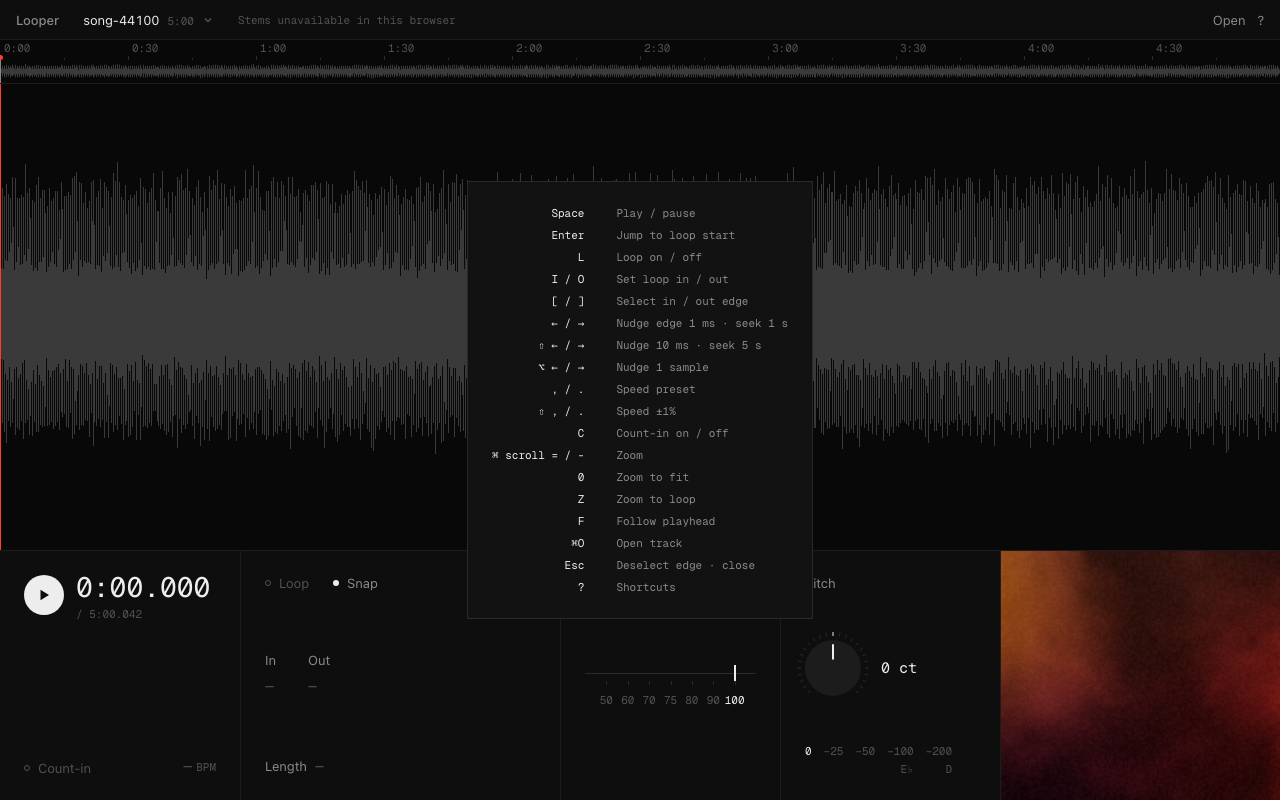 Looper song-44100 5:00 Stems unavailable in this browser Open ?
0:00 0:30 1:00 1:30 2:00 2:30 3:00 3:30 4:00 4:30
Space Play / pause
Enter Jump to loop start
L Loop on / off
I / O Set loop in / out
[ / ] Select in / out edge
← / → Nudge edge 1 ms · seek 1 s
⇧ ← / → Nudge 10 ms · seek 5 s
⌥ ← / → Nudge 1 sample
, / . Speed preset
⇧ , / . Speed ±1%
C Count-in on / off
⌘ scroll = / - Zoom
0 Zoom to fit
Z Zoom to loop
F Follow playhead
⌘O Open track
Esc Deselect edge · close
? Shortcuts
0:00.000
/ 5:00.042
Count-in — BPM
Loop Snap
In Out
— —
Length —
50 60 70 75 80 90 100
itch
0 ct
0 −25 −50 −100 −200
E♭ D